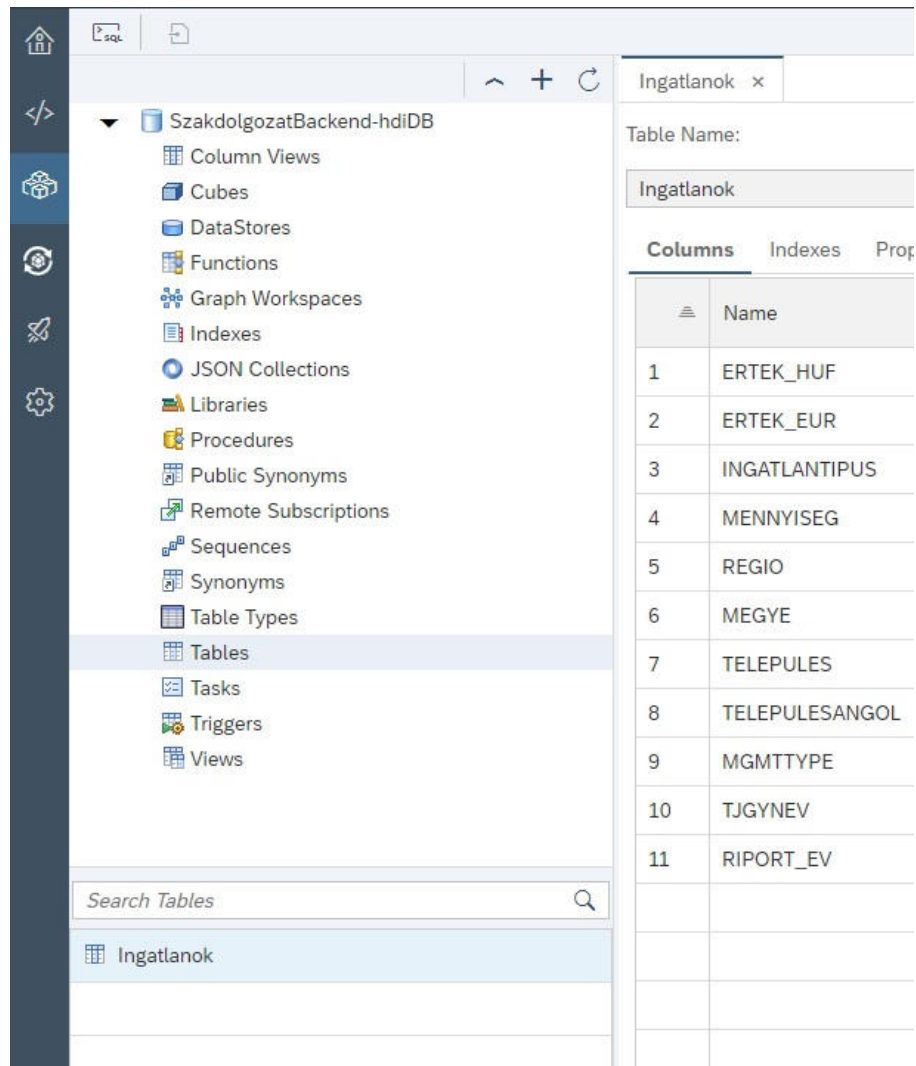 SQL
Ingatlanok ×
SzakdolgozatBackend-hdiDB
Column Views
Cubes
DataStores
Functions
Graph Workspaces
Indexes
JSON Collections
Libraries
Procedures
Public Synonyms
Remote Subscriptions
Sequences
Synonyms
Table Types
Tables
Tasks
Triggers
Views
Search Tables
Ingatlanok
Table Name:
Ingatlanok
Columns Indexes Prop
Name
1 ERTEK_HUF
2 ERTEK_EUR
3 INGATLANTIPUS
4 MENNYISEG
5 REGIO
6 MEGYE
7 TELEPULES
8 TELEPULESANGOL
9 MGMTTYPE
10 TJGYNEV
11 RIPORT_EV